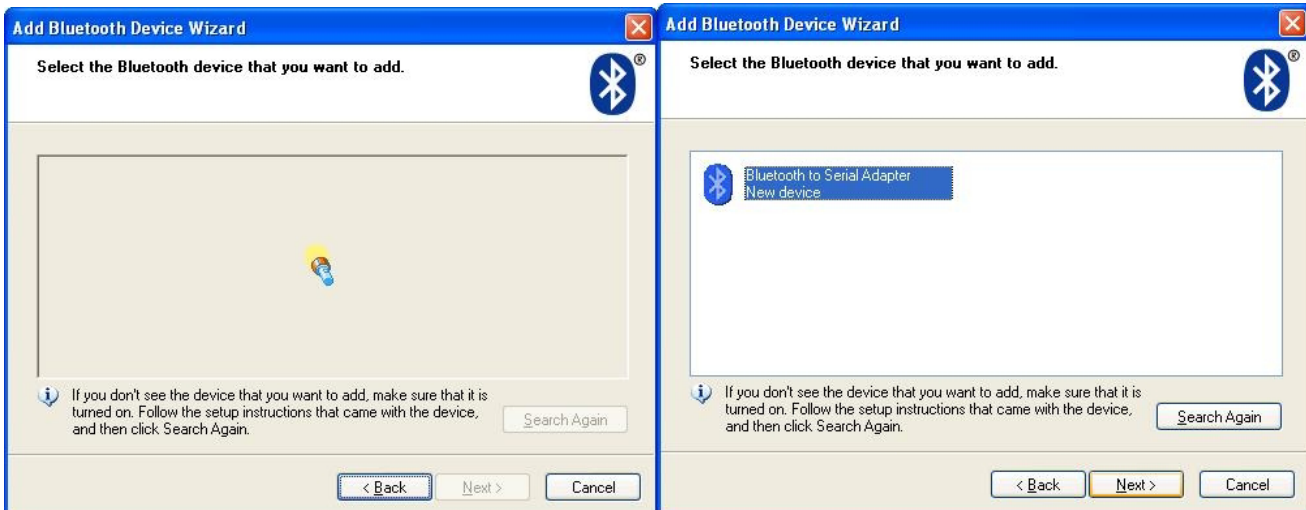 Add Bluetooth Device Wizard
Select the Bluetooth device that you want to add.
®
If you don't see the device that you want to add, make sure that it is
turned on. Follow the setup instructions that came with the device,
and then click Search Again.
Search Again
< Back
Next >
Cancel
Add Bluetooth Device Wizard
Select the Bluetooth device that you want to add.
®
Bluetooth to Serial Adapter
New device
If you don't see the device that you want to add, make sure that it is
turned on. Follow the setup instructions that came with the device,
and then click Search Again.
Search Again
< Back
Next >
Cancel